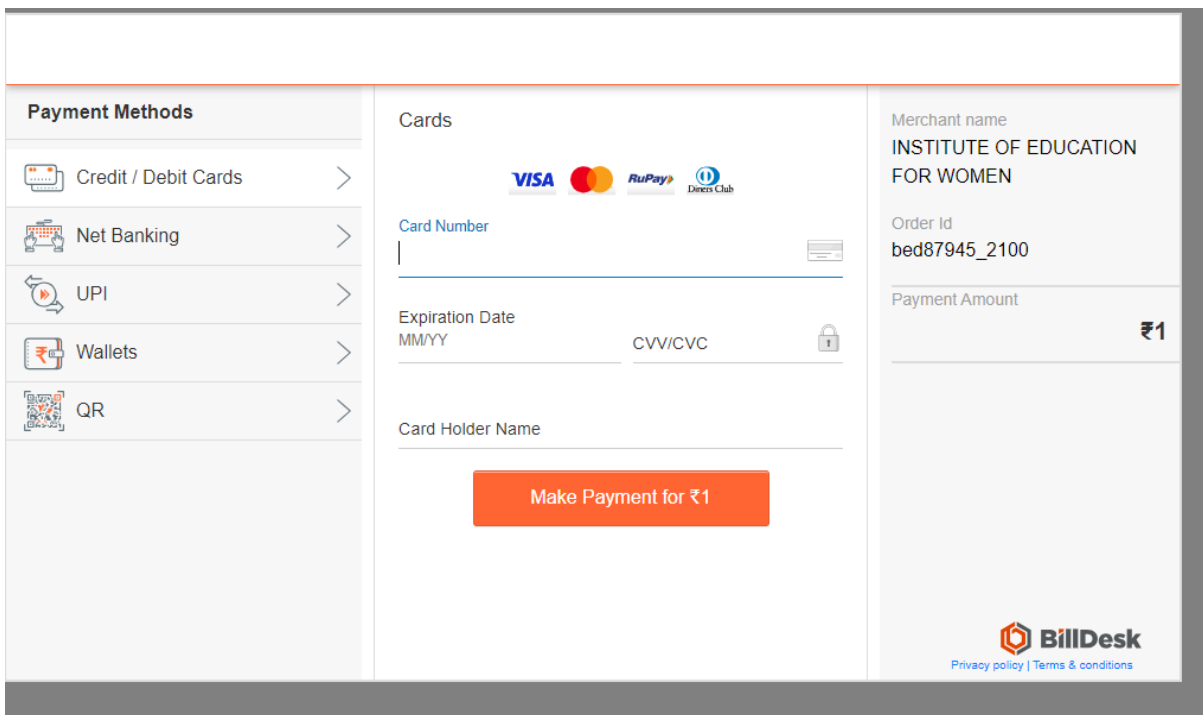 Payment Methods
Credit / Debit Cards
Net Banking
UPI
Wallets
QR
Cards
VISA RuPay Diners Club
Card Number
Expiration Date
MM/YY
CVV/CVC
Card Holder Name
Make Payment for ₹1
Merchant name
INSTITUTE OF EDUCATION
FOR WOMEN
Order Id
bed87945_2100
Payment Amount
₹1
BillDesk
Privacy policy | Terms & conditions